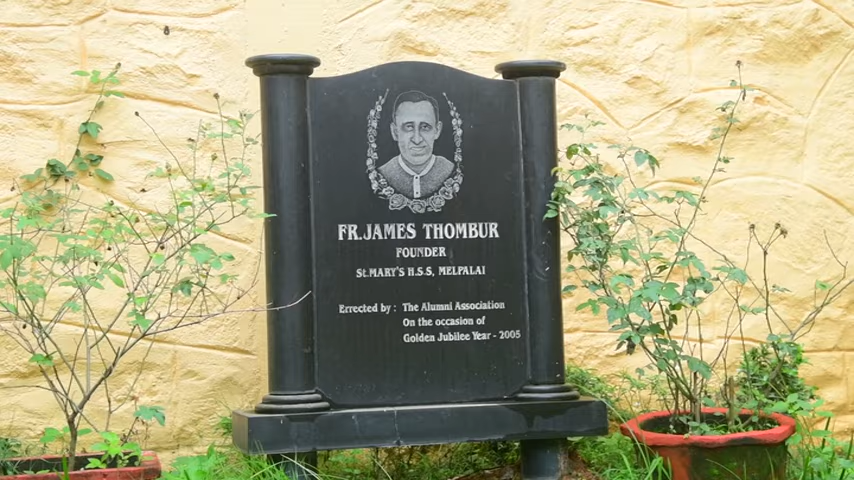 FR.JAMES THOMBUR
FOUNDER
St.MARY'S H.S.S, MELPALAI
Errected by : The Alumni Association
On the occasion of
Golden Jubilee Year - 2005